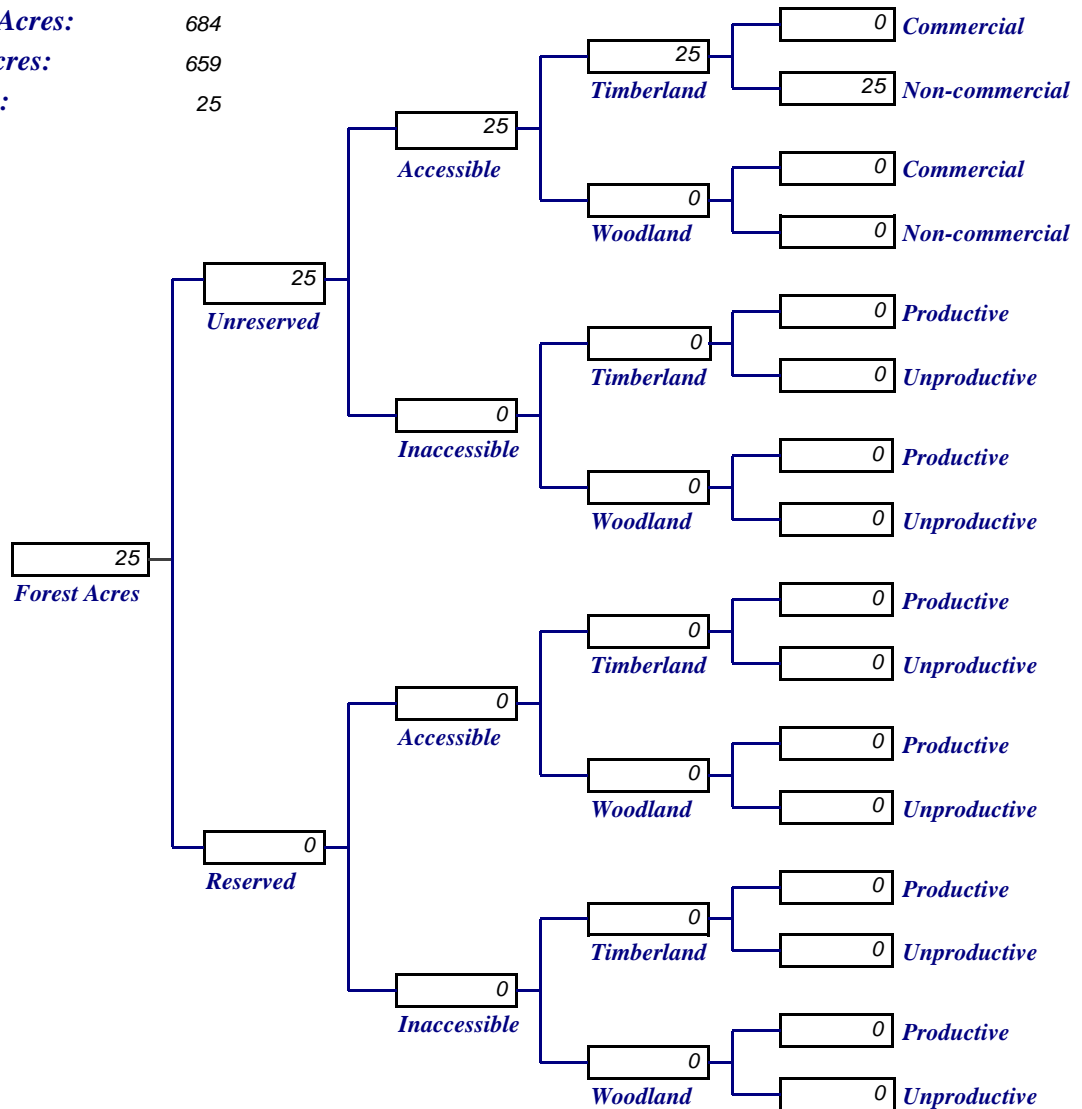 Acres: 684
cres: 659
: 25
0 Commercial
25 Timberland
25 Non-commercial
25 Accessible
0 Commercial
0 Woodland
0 Non-commercial
25 Unreserved
0 Productive
0 Timberland
0 Unproductive
0 Inaccessible
0 Productive
0 Woodland
0 Unproductive
25 Forest Acres
0 Productive
0 Timberland
0 Unproductive
0 Accessible
0 Productive
0 Woodland
0 Unproductive
0 Reserved
0 Productive
0 Timberland
0 Unproductive
0 Inaccessible
0 Productive
0 Woodland
0 Unproductive